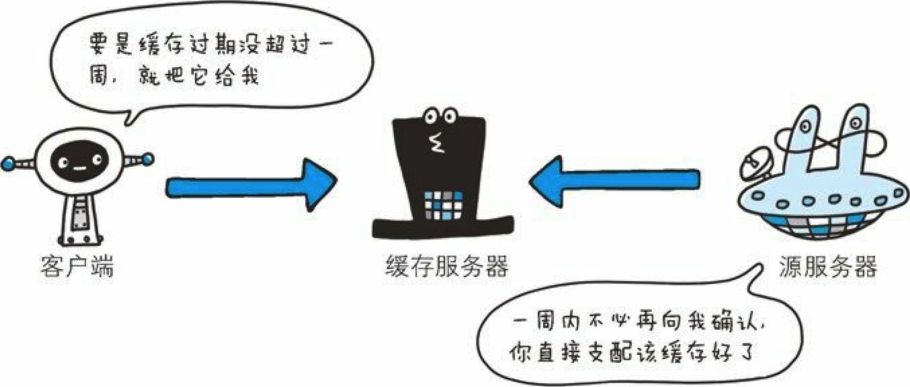 要是缓存过期没超过一
周，就把它给我
客户端
缓存服务器
源服务器
一周内不必再向我确认，
你直接支配该缓存好了